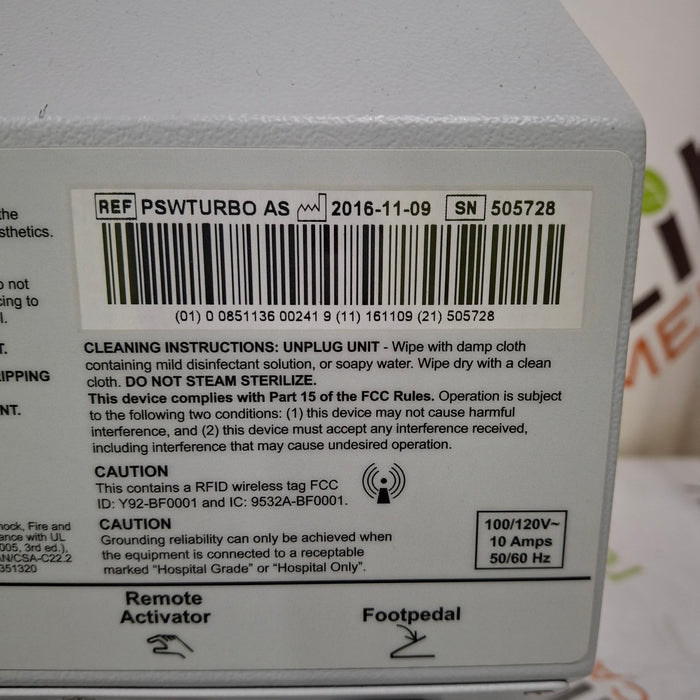 REF PSWTURBO AS 2016-11-09 SN 505728
(01) 0 0851136 00241 9 (11) 161109 (21) 505728
the
sthetics.
o not
cing to
l.
T.
IPPING
NT.
CLEANING INSTRUCTIONS: UNPLUG UNIT - Wipe with damp cloth
containing mild disinfectant solution, or soapy water. Wipe dry with a clean
cloth. DO NOT STEAM STERILIZE.
This device complies with Part 15 of the FCC Rules. Operation is subject
to the following two conditions: (1) this device may not cause harmful
interference, and (2) this device must accept any interference received,
including interference that may cause undesired operation.
CAUTION
This contains a RFID wireless tag FCC
ID: Y92-BF0001 and IC: 9532A-BF0001.
hock, Fire and
ance with UL
005, 3rd ed.),
AN/CSA-C22.2
351320
CAUTION
Grounding reliability can only be achieved when
the equipment is connected to a receptable
marked "Hospital Grade" or "Hospital Only".
100/120V~
10 Amps
50/60 Hz
Remote
Activator
Footpedal